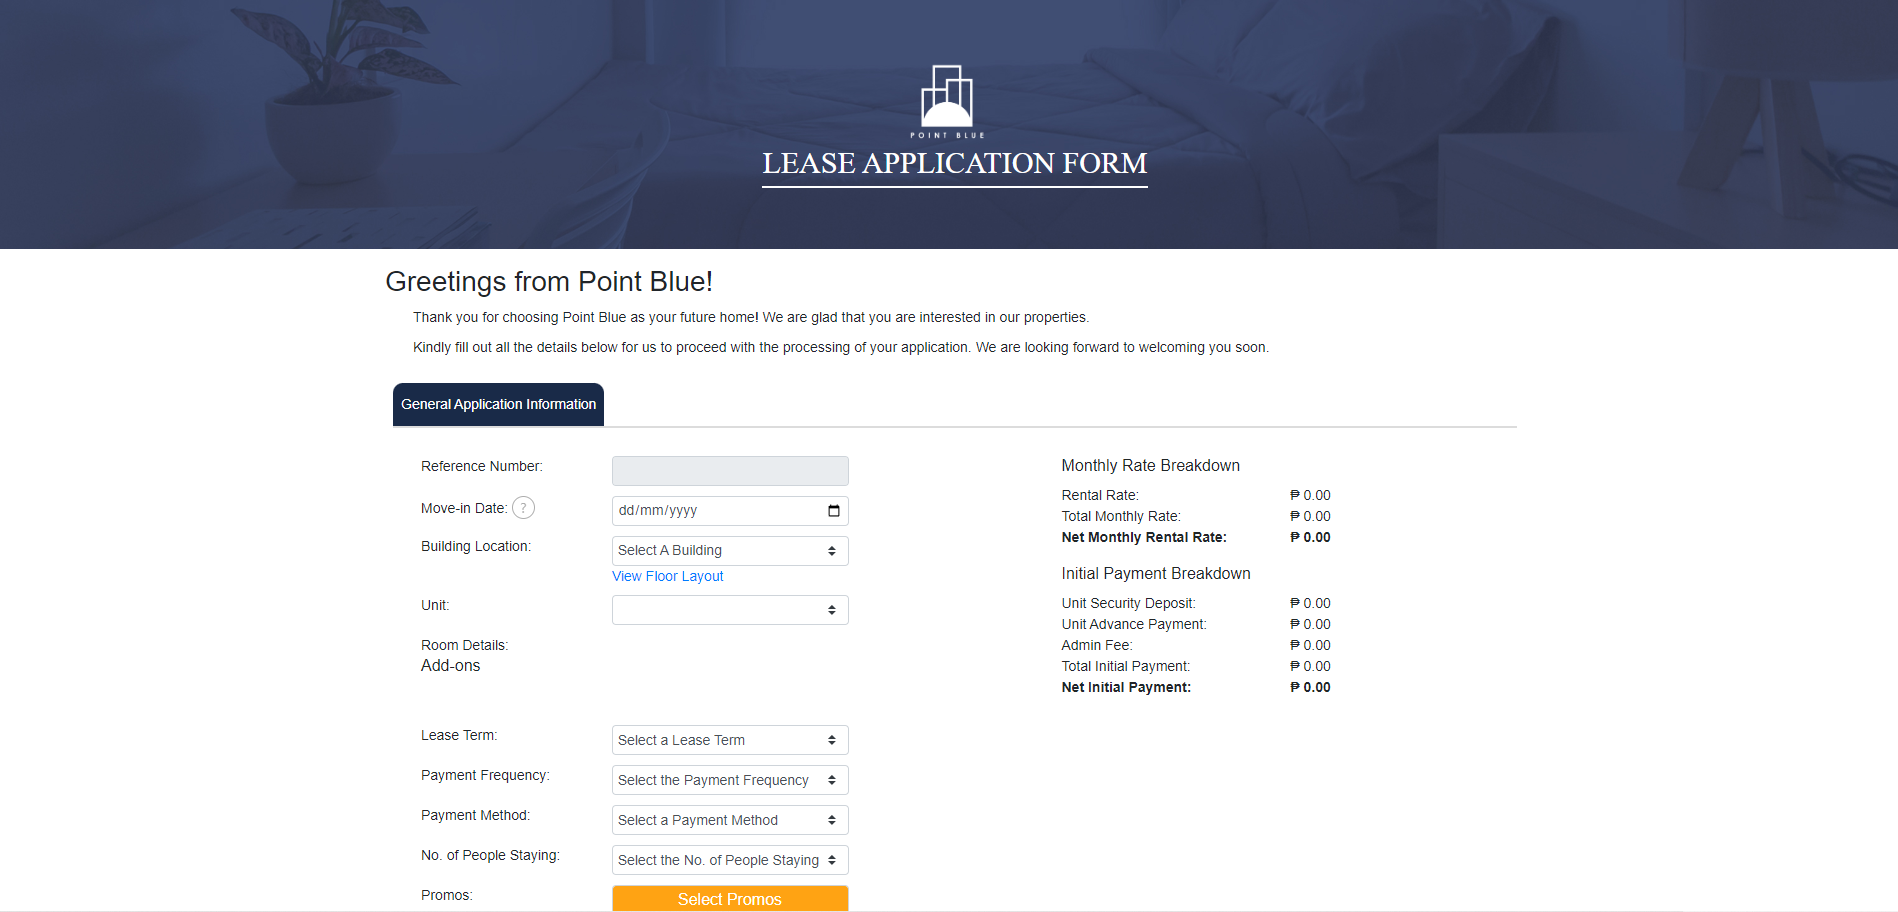 POINT BLUE
LEASE APPLICATION FORM
Greetings from Point Blue!
Thank you for choosing Point Blue as your future home! We are glad that you are interested in our properties.
Kindly fill out all the details below for us to proceed with the processing of your application. We are looking forward to welcoming you soon.
General Application Information
Reference Number:
Move-in Date: ?
dd/mm/yyyy
Building Location:
Select A Building
View Floor Layout
Unit:
Room Details:
Add-ons
Lease Term:
Select a Lease Term
Payment Frequency:
Select the Payment Frequency
Payment Method:
Select a Payment Method
No. of People Staying:
Select the No. of People Staying
Promos:
Select Promos
Monthly Rate Breakdown
Rental Rate: ₱ 0.00
Total Monthly Rate: ₱ 0.00
Net Monthly Rental Rate: ₱ 0.00
Initial Payment Breakdown
Unit Security Deposit: ₱ 0.00
Unit Advance Payment: ₱ 0.00
Admin Fee: ₱ 0.00
Total Initial Payment: ₱ 0.00
Net Initial Payment: ₱ 0.00